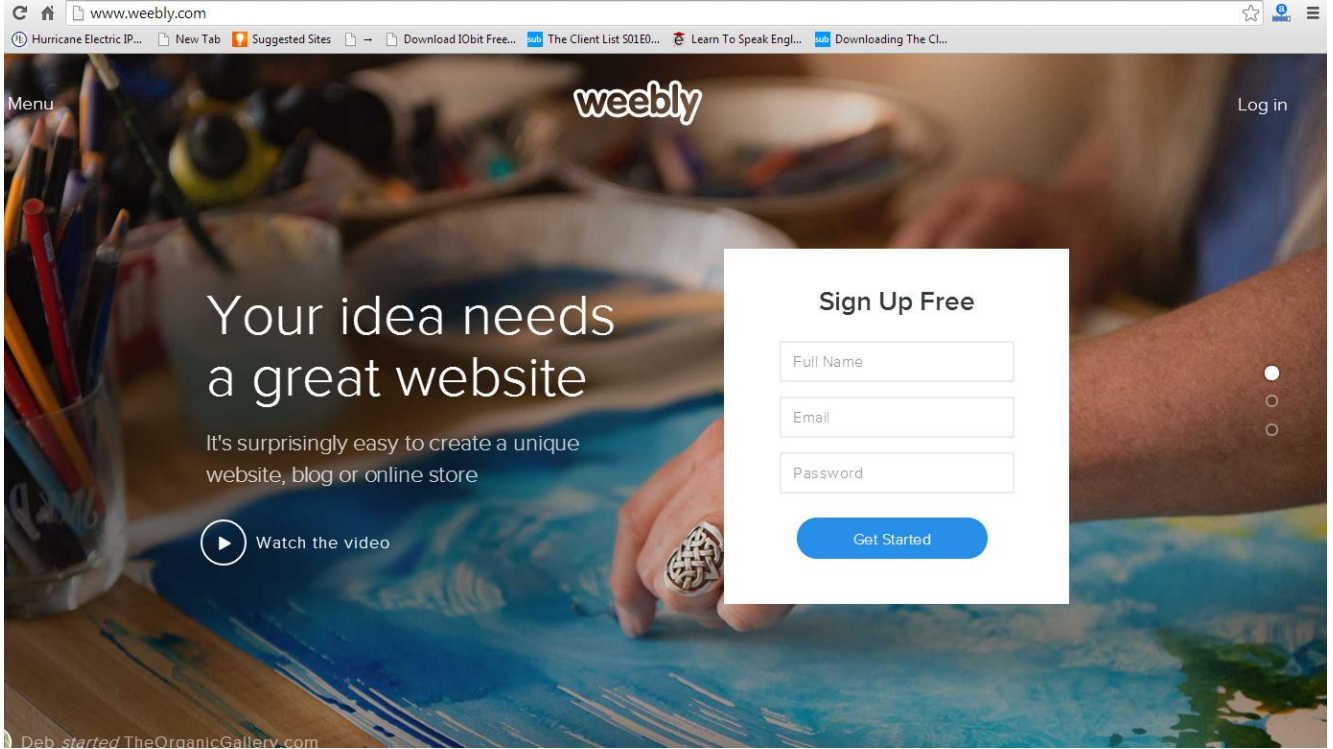 www.weebly.com
Hurricane Electric IP... New Tab Suggested Sites → Download IObit Free... sub The Client List S01E0... Learn To Speak Engl... sub Downloading The Cl...
Menu weebly Log in
Your idea needs
a great website
It's surprisingly easy to create a unique
website, blog or online store
Watch the video
Sign Up Free
Full Name
Email
Password
Get Started
Deb started TheOrganicGallery.com